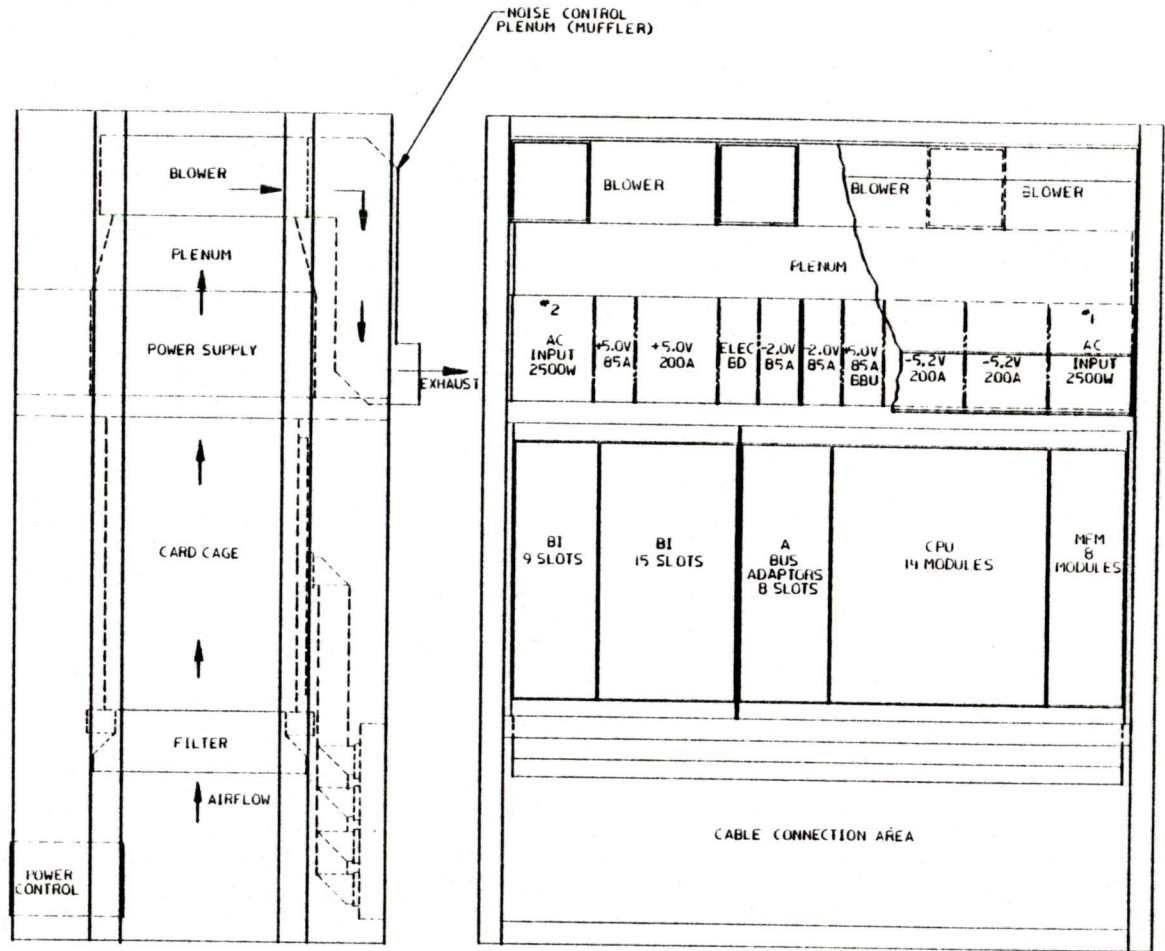 NOISE CONTROL
PLENUM (MUFFLER)
BLOWER
PLENUM
POWER SUPPLY
EXHAUST
CARD CAGE
FILTER
AIRFLOW
POWER
CONTROL
BLOWER
BLOWER
BLOWER
PLENUM
#2
AC
INPUT
2500W
+5.0V
85A
+5.0V
200A
ELEC
BD
-2.0V
85A
-2.0V
85A
+5.0V
85A
BBU
-5.2V
200A
-5.2V
200A
#1
AC
INPUT
2500W
BI
9 SLOTS
BI
15 SLOTS
A
BUS
ADAPTORS
8 SLOTS
CPU
14 MODULES
MEM
8
MODULES
CABLE CONNECTION AREA